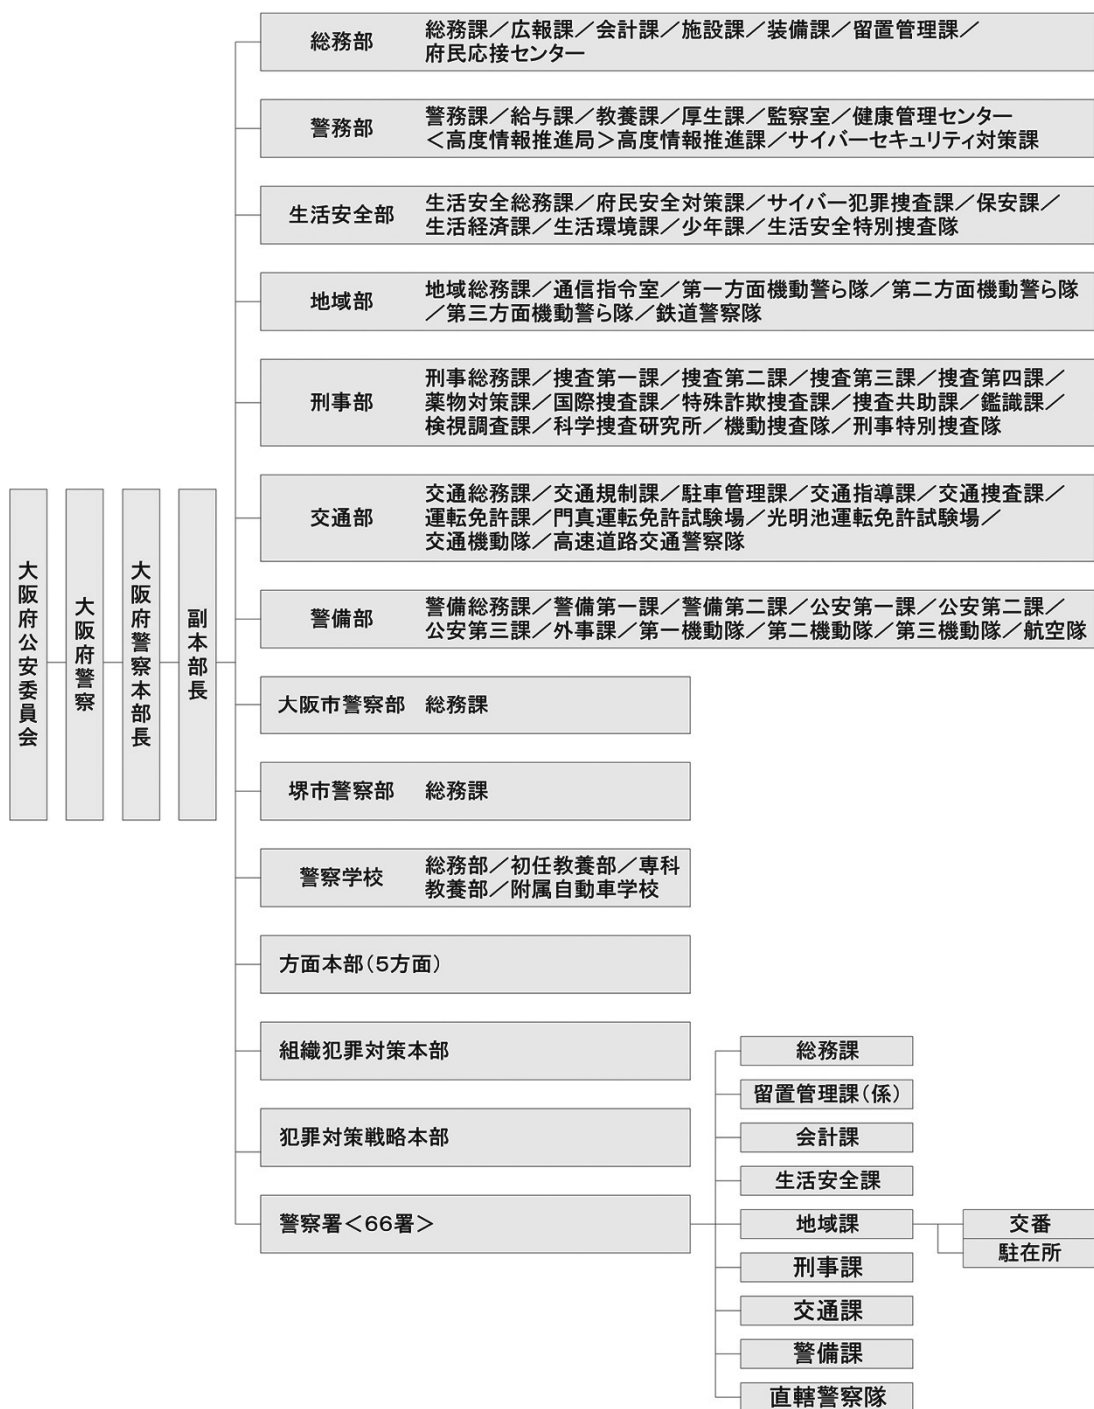 大阪府公安委員会
大阪府警察
大阪府警察本部長
副本部長
総務部
総務課／広報課／会計課／施設課／装備課／留置管理課／
府民応接センター
警務部
警務課／給与課／教養課／厚生課／監察室／健康管理センター
＜高度情報推進局＞高度情報推進課／サイバーセキュリティ対策課
生活安全部
生活安全総務課／府民安全対策課／サイバー犯罪捜査課／保安課／
生活経済課／生活環境課／少年課／生活安全特別捜査隊
地域部
地域総務課／通信指令室／第一方面機動警ら隊／第二方面機動警ら隊
／第三方面機動警ら隊／鉄道警察隊
刑事部
刑事総務課／捜査第一課／捜査第二課／捜査第三課／捜査第四課／
薬物対策課／国際捜査課／特殊詐欺捜査課／捜査共助課／鑑識課／
検視調査課／科学捜査研究所／機動捜査隊／刑事特別捜査隊
交通部
交通総務課／交通規制課／駐車管理課／交通指導課／交通捜査課／
運転免許課／門真運転免許試験場／光明池運転免許試験場／
交通機動隊／高速道路交通警察隊
警備部
警備総務課／警備第一課／警備第二課／公安第一課／公安第二課／
公安第三課／外事課／第一機動隊／第二機動隊／第三機動隊／航空隊
大阪市警察部 総務課
堺市警察部 総務課
警察学校
総務部／初任教養部／専科
教養部／附属自動車学校
方面本部（5方面）
組織犯罪対策本部
犯罪対策戦略本部
警察署＜66署＞
総務課
留置管理課（係）
会計課
生活安全課
地域課
交番
駐在所
刑事課
交通課
警備課
直轄警察隊